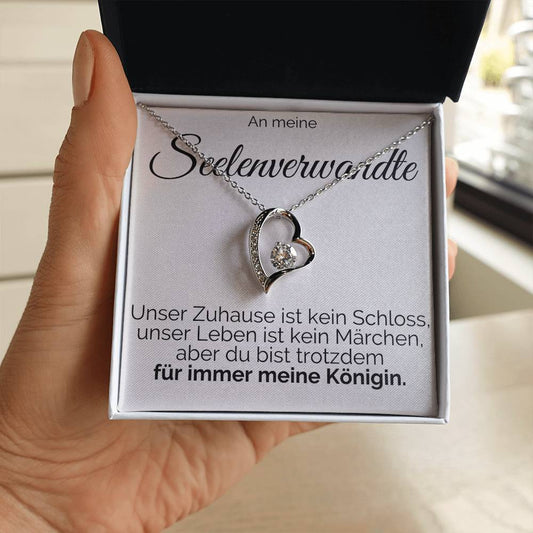 An meine
Seelenverwandte
Unser Zuhause ist kein Schloss,
unser Leben ist kein Märchen,
aber du bist trotzdem
für immer meine Königin.